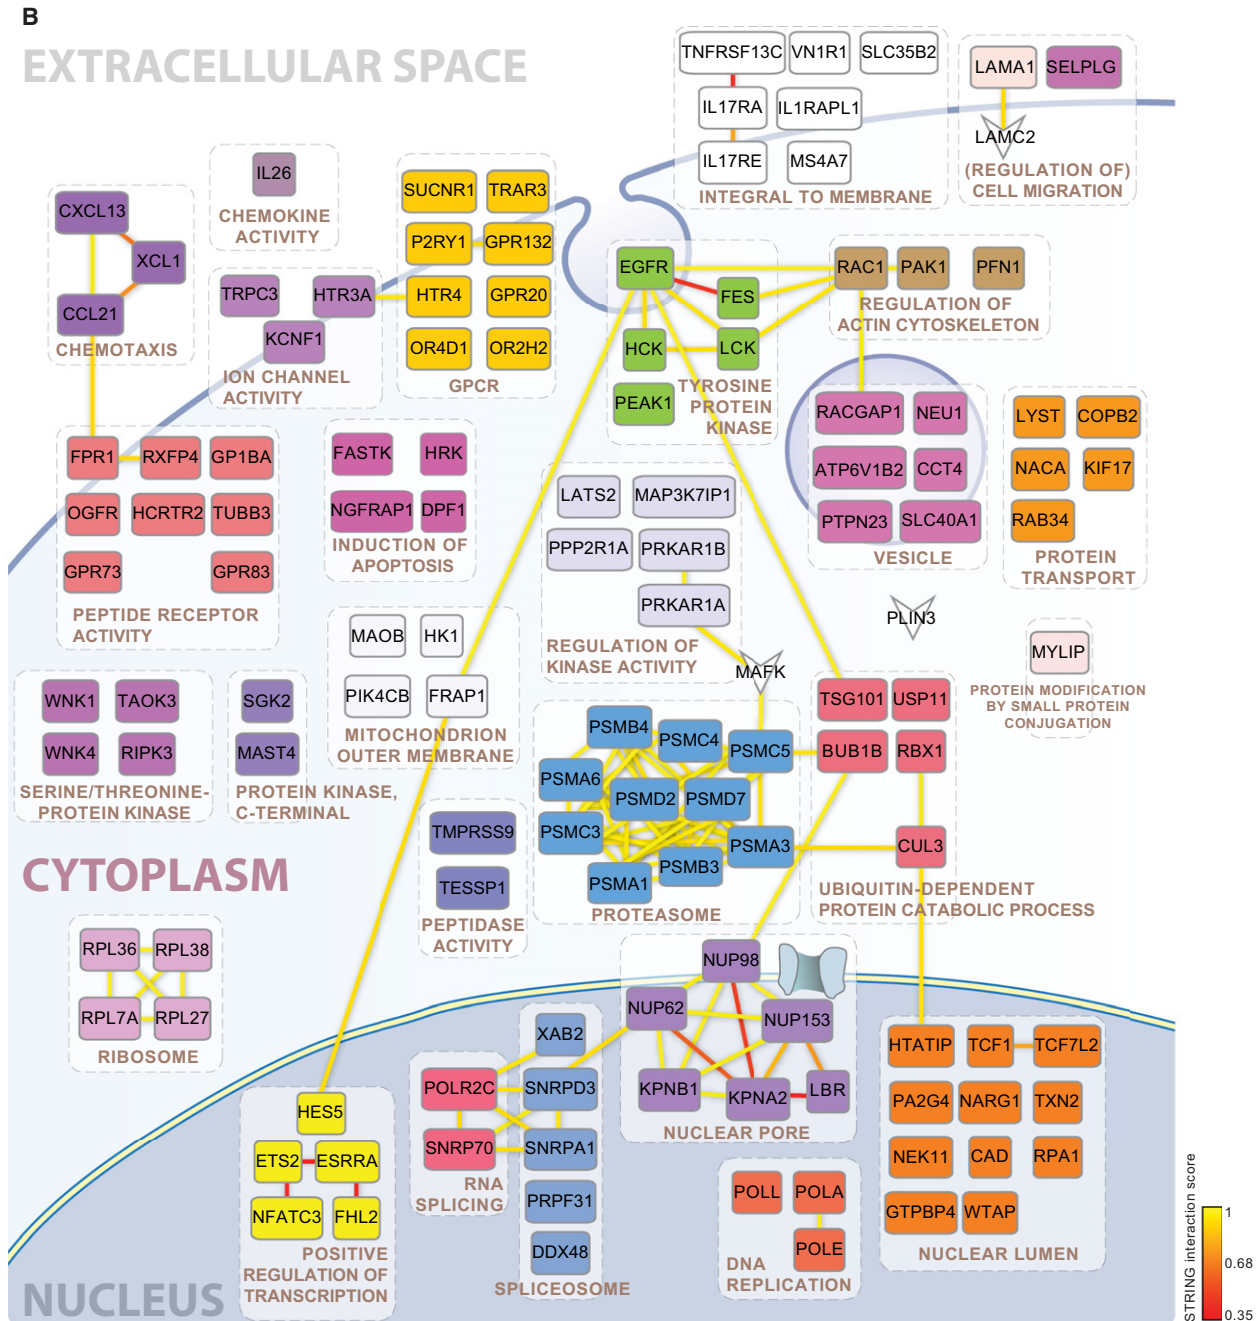 B
EXTRACELLULAR SPACE
TNFRSF13C VN1R1 SLC35B2
IL17RA IL1RAPL1
IL17RE MS4A7
INTEGRAL TO MEMBRANE
LAMA1 SELPLG
LAMC2
(REGULATION OF)
CELL MIGRATION
IL26
CHEMOKINE
ACTIVITY
CXCL13
XCL1
CCL21
CHEMOTAXIS
TRPC3 HTR3A
KCNF1
ION CHANNEL
ACTIVITY
SUCNR1 TRAR3
P2RY1 GPR132
HTR4 GPR20
OR4D1 OR2H2
GPCR
EGFR
FES
HCK LCK
PEAK1
TYROSINE
PROTEIN
KINASE
RAC1 PAK1 PFN1
REGULATION OF
ACTIN CYTOSKELETON
RACGAP1 NEU1
ATP6V1B2 CCT4
PTPN23 SLC40A1
VESICLE
LYST COPB2
NACA KIF17
RAB34
PROTEIN
TRANSPORT
FPR1 RXFP4 GP1BA
OGFR HCRTR2 TUBB3
GPR73 GPR83
PEPTIDE RECEPTOR
ACTIVITY
FASTK HRK
NGFRAP1 DPF1
INDUCTION OF
APOPTOSIS
LATS2 MAP3K7IP1
PPP2R1A PRKAR1B
PRKAR1A
REGULATION OF
KINASE ACTIVITY
PLIN3
MAFK
MYLIP
PROTEIN MODIFICATION
BY SMALL PROTEIN
CONJUGATION
MAOB HK1
PIK4CB FRAP1
MITOCHONDRION
OUTER MEMBRANE
WNK1 TAOK3
WNK4 RIPK3
SERINE/THREONINE-
PROTEIN KINASE
SGK2
MAST4
PROTEIN KINASE,
C-TERMINAL
TSG101 USP11
BUB1B RBX1
CUL3
UBIQUITIN-DEPENDENT
PROTEIN CATABOLIC PROCESS
PSMB4
PSMC4
PSMC5
PSMA6
PSMD2 PSMD7
PSMC3
PSMA3
PSMB3
PSMA1
PROTEASOME
TMPRSS9
TESSP1
PEPTIDASE
ACTIVITY
CYTOPLASM
RPL36 RPL38
RPL7A RPL27
RIBOSOME
NUP98
NUP62 NUP153
KPNB1 KPNA2 LBR
NUCLEAR PORE
XAB2
SNRPD3
SNRPA1
PRPF31
DDX48
SPLICEOSOME
POLR2C
SNRP70
RNA
SPLICING
HES5
ETS2 ESRRA
NFATC3 FHL2
POSITIVE
REGULATION OF
TRANSCRIPTION
POLL POLA
POLE
DNA
REPLICATION
HTATIP TCF1 TCF7L2
PA2G4 NARG1 TXN2
NEK11 CAD RPA1
GTPBP4 WTAP
NUCLEAR LUMEN
NUCLEUS
STRING interaction score
1
0.68
0.35